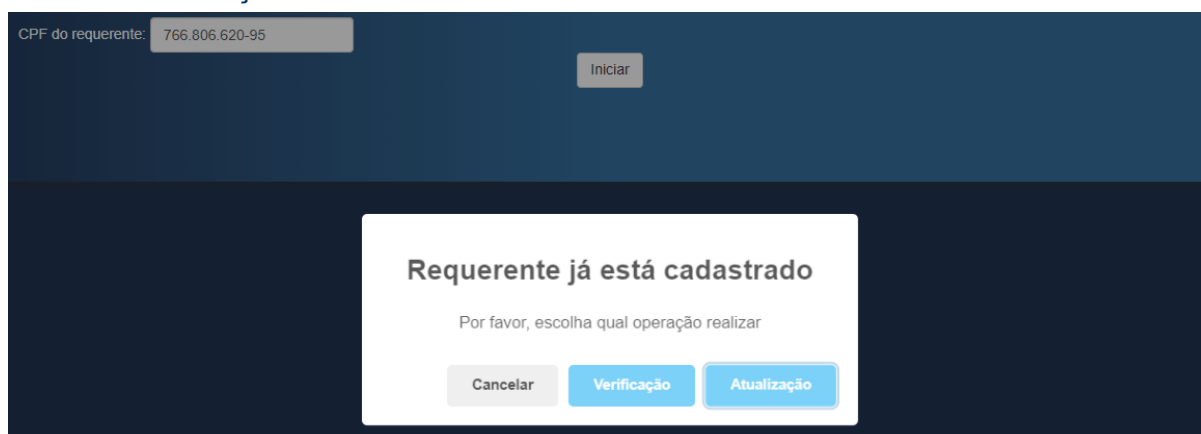 CPF do requerente: 766.806.620-95
Iniciar
Requerente já está cadastrado
Por favor, escolha qual operação realizar
Cancelar Verificação Atualização